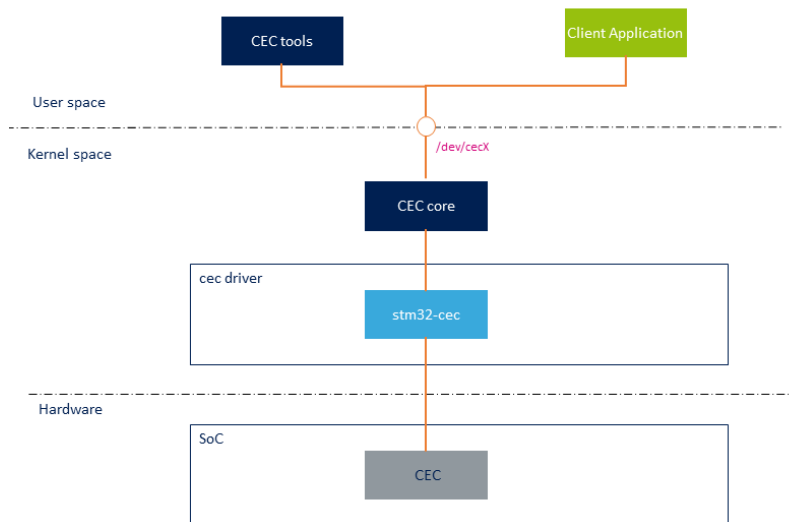 CEC tools
Client Application
User space
/dev/cecX
Kernel space
CEC core
cec driver
stm32-cec
Hardware
SoC
CEC